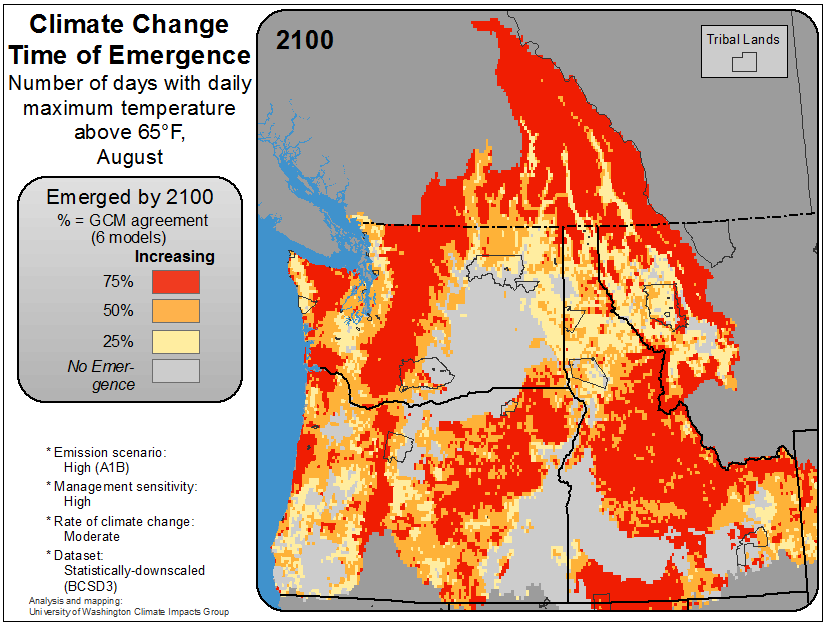 Climate Change
Time of Emergence
Number of days with daily
maximum temperature
above 65°F,
August
2100
Tribal Lands
Emerged by 2100
% = GCM agreement
(6 models)
Increasing
75%
50%
25%
No Emer-
gence
* Emission scenario:
High (A1B)
* Management sensitivity:
High
* Rate of climate change:
Moderate
* Dataset:
Statistically-downscaled
(BCSD3)
Analysis and mapping:
University of Washington Climate Impacts Group